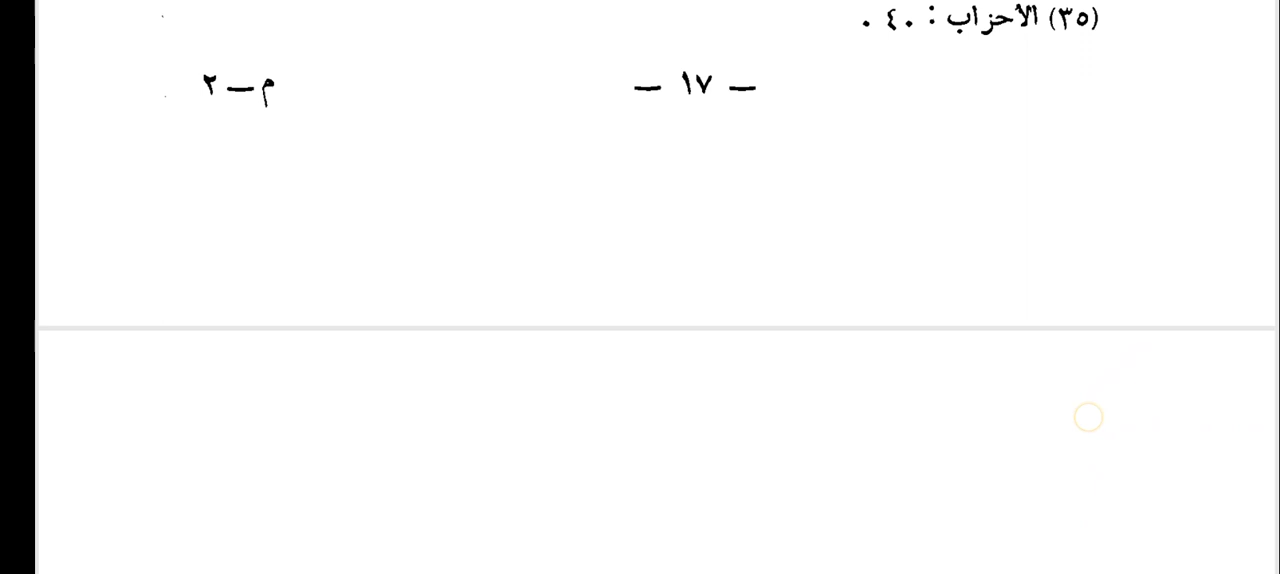 (٣٥) الأحزاب : ٤٠ .
— ١٧ —
م — ٢